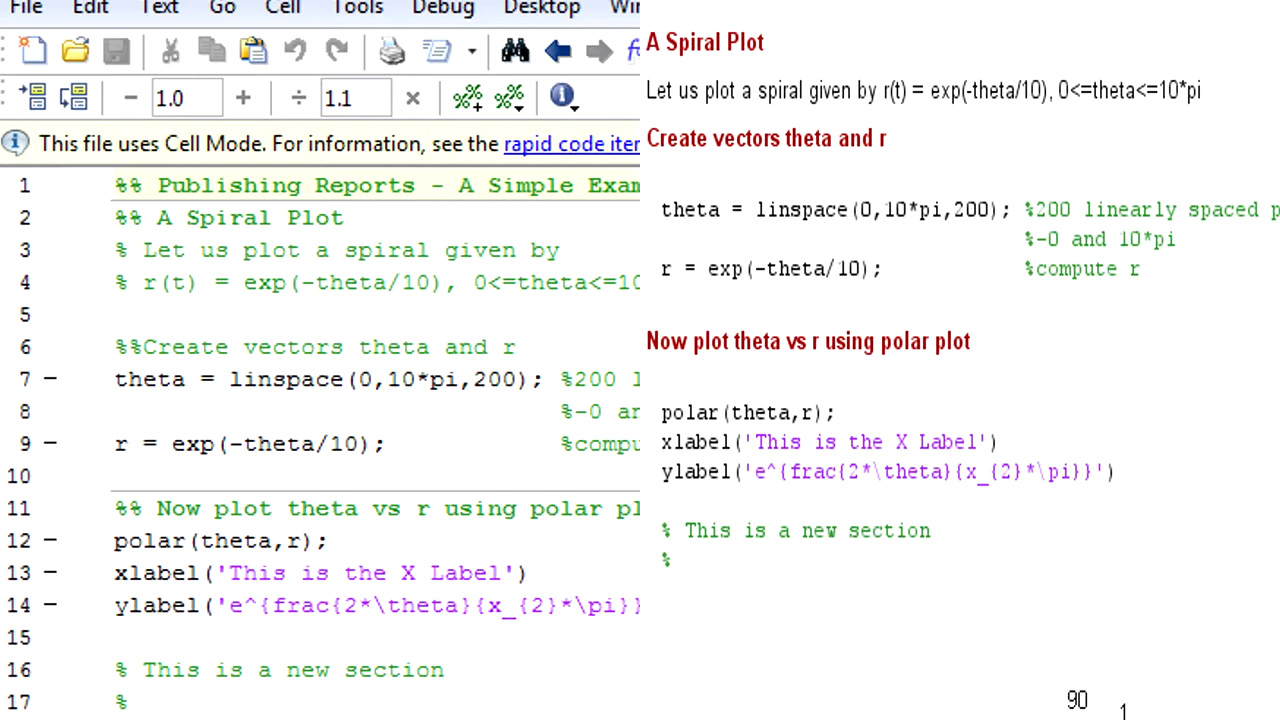 File Edit Text Go Cell Tools Debug Desktop
1.0 1.1
This file uses Cell Mode. For information, see the rapid code
1 %% Publishing Reports - A Simple
2 %% A Spiral Plot
3 % Let us plot a spiral given by
4 % r(t) = exp(-theta/10), 0<=theta<=10
5
6 %%Create vectors theta and r
7 - theta = linspace(0,10*pi,200); %200
8 %-0
9 - r = exp(-theta/10);
10
11 %% Now plot theta vs r using polar
12 - polar(theta,r);
13 - xlabel('This is the X Label')
14 - ylabel('e^{frac{2*\theta}{x_{2}*\pi}}
15
16 % This is a new section
17 %
A Spiral Plot
Let us plot a spiral given by r(t) = exp(-theta/10), 0<=theta<=10*pi
Create vectors theta and r
theta = linspace(0,10*pi,200); %200 linearly spaced
%-0 and 10*pi
r = exp(-theta/10); %compute r
Now plot theta vs r using polar plot
polar(theta,r);
xlabel('This is the X Label')
ylabel('e^{frac{2*\theta}{x_{2}*\pi}}')
% This is a new section
%
90
1